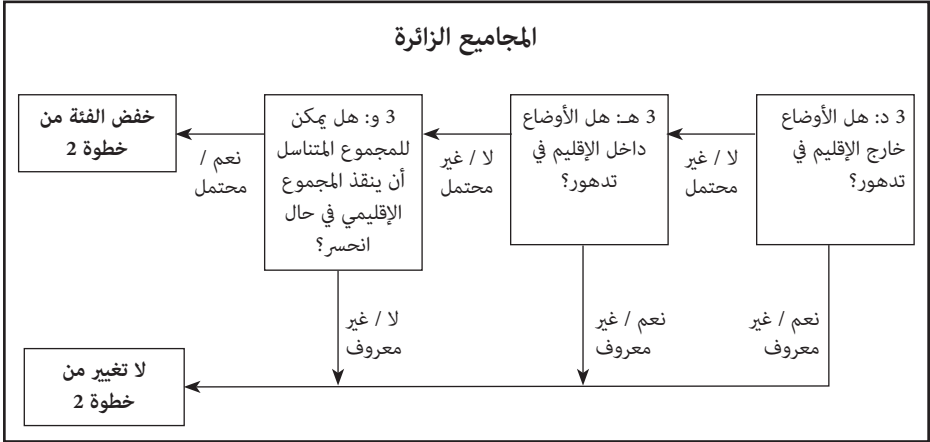 المجاميع الزائرة
3 د: هل الأوضاع
خارج الإقليم في
تدهور؟
لا / غير
محتمل
3 هـ: هل الأوضاع
داخل الإقليم في
تدهور؟
لا / غير
محتمل
3 و: هل يمكن
للمجموع المتناسل
أن ينقذ المجموع
الإقليمي في حال
انحسر؟
نعم /
محتمل
خفض الفئة من
خطوة 2
نعم / غير
معروف
نعم / غير
معروف
لا / غير
معروف
لا تغيير من
خطوة 2